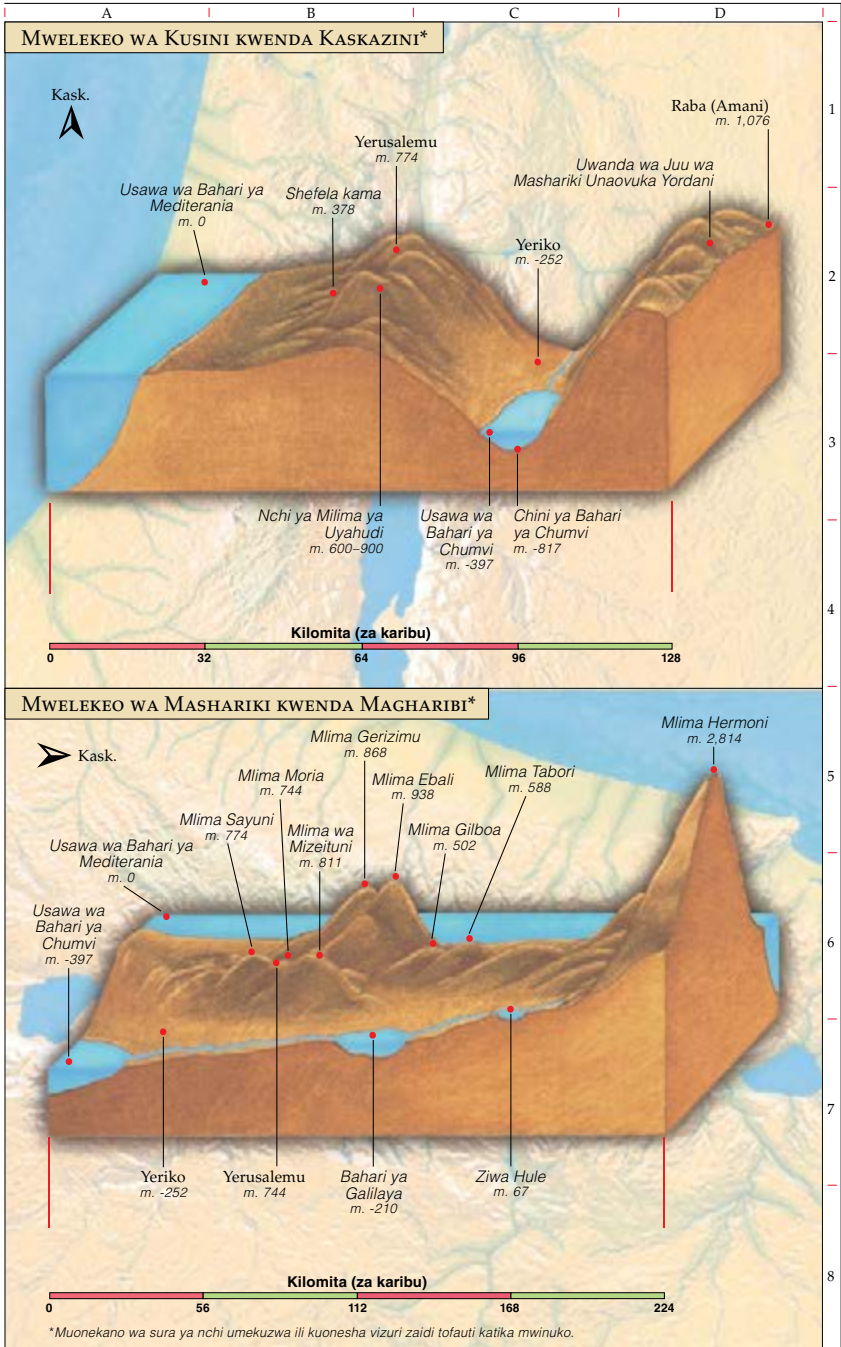 A B C D
MWELEKEO WA KUSINI KWENDA KASKAZINI*
1
2
3
4
Kask.
Raba (Amani)
m. 1,076
Yerusalemu
m. 774
Uwanda wa Juu wa
Mashariki Unaovuka Yordani
Usawa wa Bahari ya
Mediterania
m. 0
Shefela kama
m. 378
Yeriko
m. -252
Nchi ya Milima ya
Uyahudi
m. 600–900
Usawa wa
Bahari ya
Chumvi
m. -397
Chini ya Bahari
ya Chumvi
m. -817
Kilomita (za karibu)
0 32 64 96 128
MWELEKEO WA MASHARIKI KWENDA MAGHARIBI*
5
6
7
8
Kask.
Mlima Hermoni
m. 2,814
Mlima Gerizimu
m. 868
Mlima Moria
m. 744
Mlima Ebali
m. 938
Mlima Tabori
m. 588
Mlima Sayuni
m. 774
Mlima wa
Mizeituni
m. 811
Mlima Gilboa
m. 502
Usawa wa Bahari ya
Mediterania
m. 0
Usawa wa
Bahari ya
Chumvi
m. -397
Yeriko
m. -252
Yerusalemu
m. 744
Bahari ya
Galilaya
m. -210
Ziwa Hule
m. 67
Kilomita (za karibu)
0 56 112 168 224
*Muonekano wa sura ya nchi umekuzwa ili kuonesha vizuri zaidi tofauti katika mwinuko.